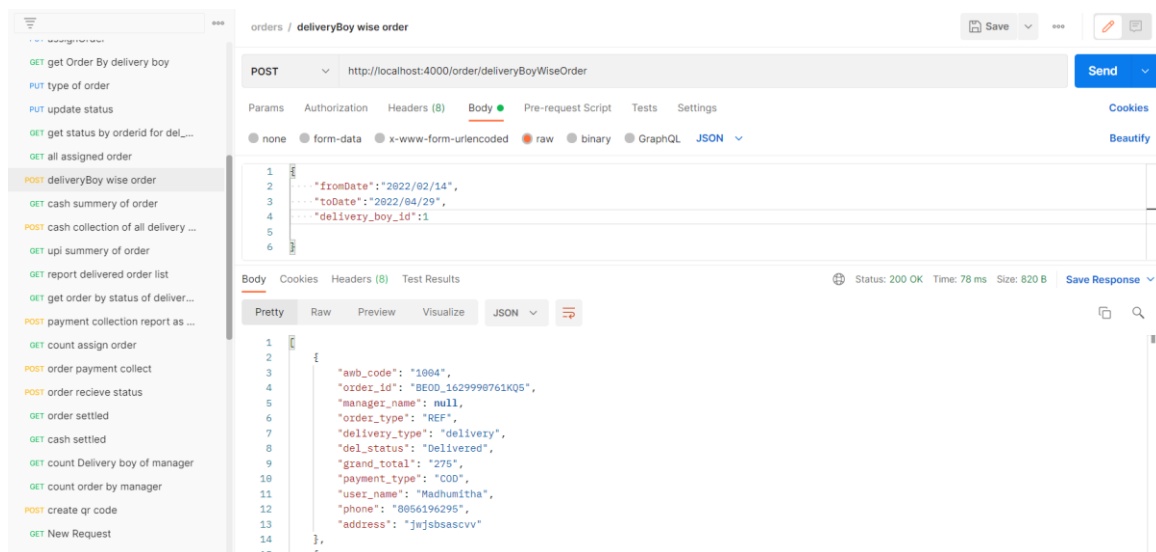 orders / deliveryBoy wise order
Save
GET get Order By delivery boy
PUT type of order
PUT update status
GET get status by orderid for del_...
GET all assigned order
POST deliveryBoy wise order
GET cash summery of order
POST cash collection of all delivery ...
GET upi summery of order
GET report delivered order list
GET get order by status of deliver...
POST payment collection report as ...
GET count assign order
POST order payment collect
POST order recieve status
GET order settled
GET cash settled
GET count Delivery boy of manager
GET count order by manager
POST create qr code
GET New Request
POST http://localhost:4000/order/deliveryBoyWiseOrder Send
Params Authorization Headers (8) Body Pre-request Script Tests Settings Cookies
none form-data x-www-form-urlencoded raw binary GraphQL JSON Beautify
1 {
2 "fromDate":"2022/02/14",
3 "toDate":"2022/04/29",
4 "delivery_boy_id":1
5
6 }
Body Cookies Headers (8) Test Results Status: 200 OK Time: 78 ms Size: 820 B Save Response
Pretty Raw Preview Visualize JSON
1 [
2 {
3 "awb_code": "1004",
4 "order_id": "BEOD_1629990761KQ5",
5 "manager_name": null,
6 "order_type": "REF",
7 "delivery_type": "delivery",
8 "del_status": "Delivered",
9 "grand_total": "275",
10 "payment_type": "COD",
11 "user_name": "Madhumitha",
12 "phone": "8056196295",
13 "address": "jwjsbsascvv"
14 },